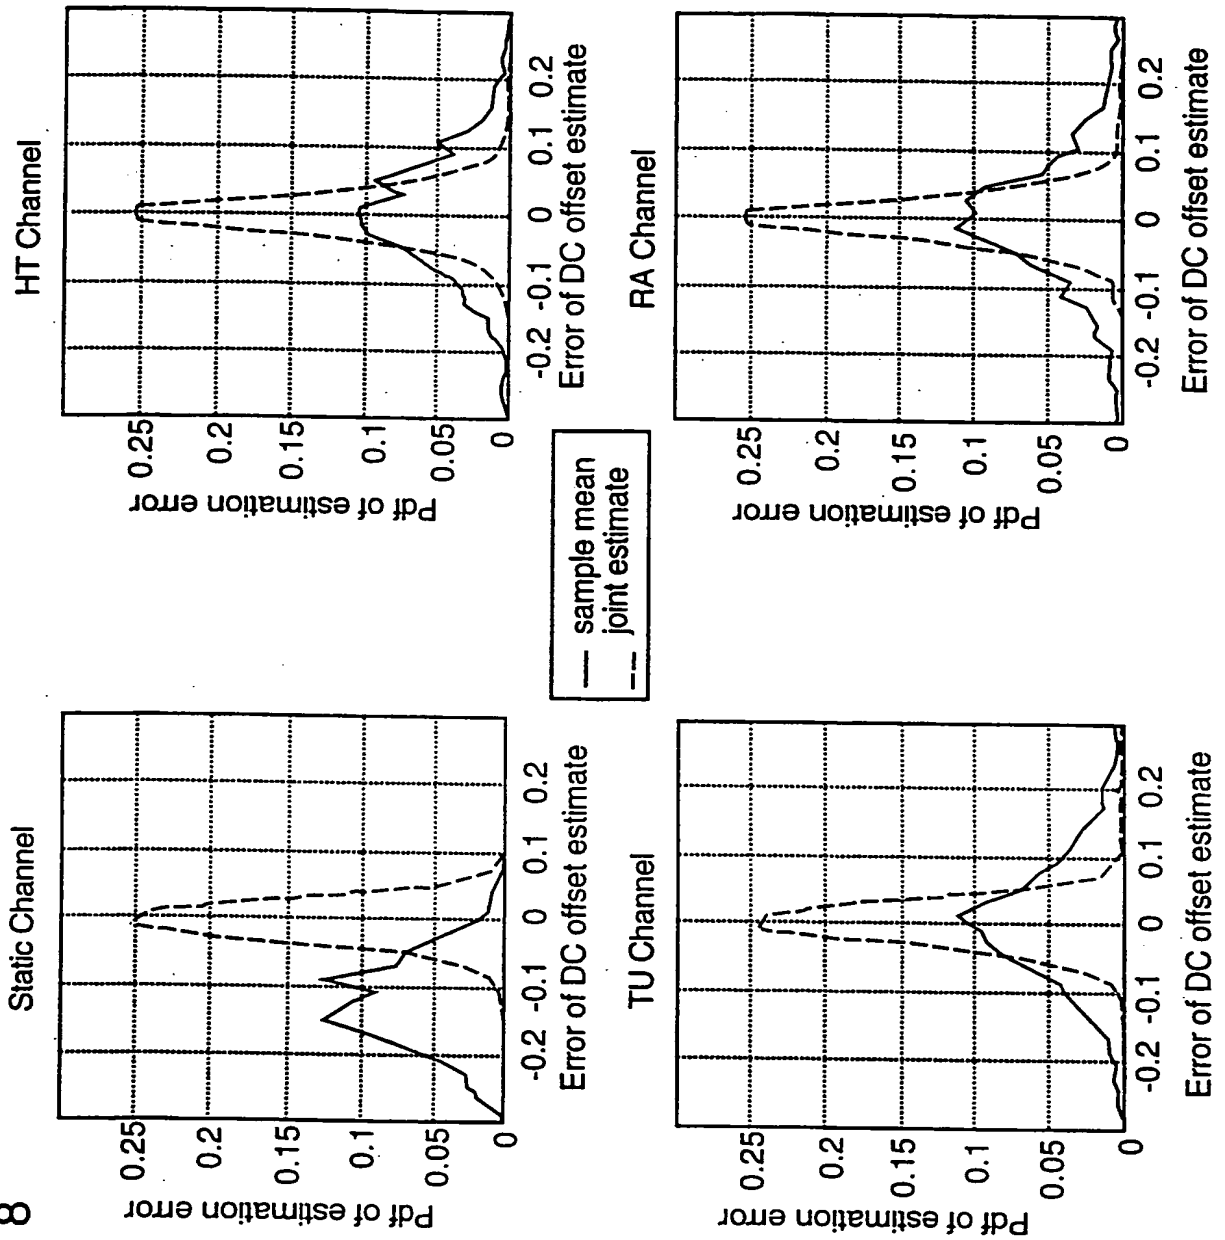 8
Static Channel
Pdf of estimation error
0.25
0.2
0.15
0.1
0.05
0
-0.2 -0.1 0 0.1 0.2
Error of DC offset estimate
HT Channel
Pdf of estimation error
0.25
0.2
0.15
0.1
0.05
0
-0.2 -0.1 0 0.1 0.2
Error of DC offset estimate
sample mean
joint estimate
TU Channel
Pdf of estimation error
0.25
0.2
0.15
0.1
0.05
0
-0.2 -0.1 0 0.1 0.2
Error of DC offset estimate
RA Channel
Pdf of estimation error
0.25
0.2
0.15
0.1
0.05
0
-0.2 -0.1 0 0.1 0.2
Error of DC offset estimate